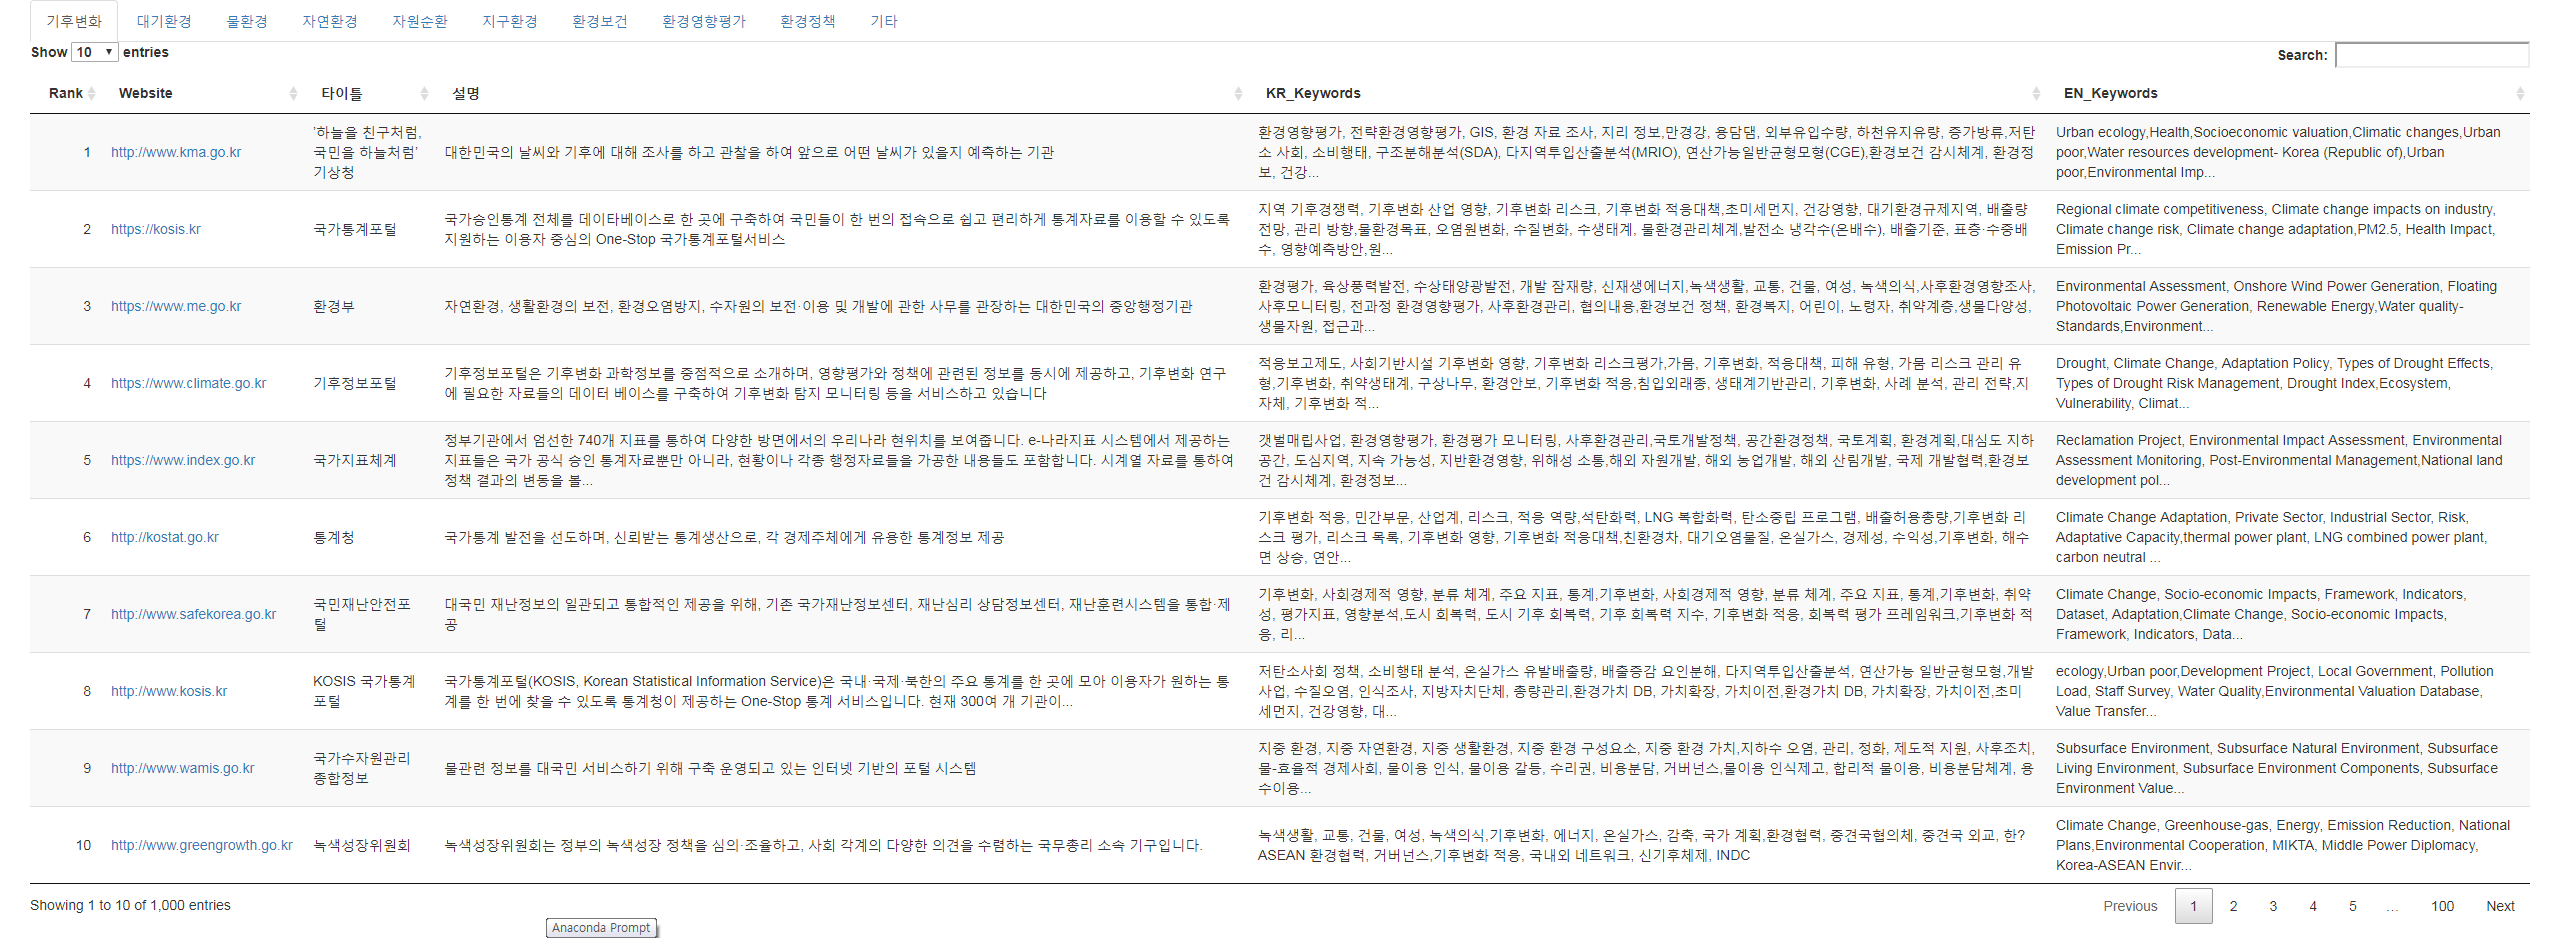 기후변화 대기환경 물환경 자연환경 자원순환 지구환경 환경보건 환경영향평가 환경정책 기타
Show 10 entries Search:
Rank Website 타이틀 설명 KR_Keywords EN_Keywords
1 http://www.kma.go.kr
'하늘을 친구처럼,
국민을 하늘처럼'
기상청
대한민국의 날씨와 기후에 대해 조사를 하고 관찰을 하여 앞으로 어떤 날씨가 있을지 예측하는 기관
환경영향평가, 전략환경영향평가, GIS, 환경 자료 조사, 지리 정보,만경강, 용담댐, 외부유입수량, 하천유지유량, 증가방류,저탄
소 사회, 소비행태, 구조분해분석(SDA), 다지역투입산출분석(MRIO), 연산가능일반균형모형(CGE),환경보건 감시체계, 환경정
보, 건강...
Urban ecology,Health,Socioeconomic valuation,Climatic changes,Urban
poor,Water resources development- Korea (Republic of),Urban
poor,Environmental Imp...
2 https://kosis.kr
국가통계포털
국가승인통계 전체를 데이타베이스로 한 곳에 구축하여 국민들이 한 번의 접속으로 쉽고 편리하게 통계자료를 이용할 수 있도록
지원하는 이용자 중심의 One-Stop 국가통계포털서비스
지역 기후경쟁력, 기후변화 산업 영향, 기후변화 리스크, 기후변화 적응대책,초미세먼지, 건강영향, 대기환경규제지역, 배출량
전망, 관리 방향,물환경목표, 오염원변화, 수질변화, 수생태계, 물환경관리체계,발전소 냉각수(온배수), 배출기준, 표층·수중배
수, 영향예측방안,원...
Regional climate competitiveness, Climate change impacts on industry,
Climate change risk, Climate change adaptation,PM2.5, Health Impact,
Emission Pr...
3 https://www.me.go.kr
환경부
자연환경, 생활환경의 보전, 환경오염방지, 수자원의 보전·이용 및 개발에 관한 사무를 관장하는 대한민국의 중앙행정기관
환경평가, 육상풍력발전, 수상태양광발전, 개발 잠재량, 신재생에너지,녹색생활, 교통, 건물, 여성, 녹색의식,사후환경영향조사,
사후모니터링, 전과정 환경영향평가, 사후환경관리, 협의내용,환경보건 정책, 환경복지, 어린이, 노령자, 취약계층,생물다양성,
생물자원, 접근과...
Environmental Assessment, Onshore Wind Power Generation, Floating
Photovoltaic Power Generation, Renewable Energy,Water quality-
Standards,Environment...
4 https://www.climate.go.kr
기후정보포털
기후정보포털은 기후변화 과학정보를 중점적으로 소개하며, 영향평가와 정책에 관련된 정보를 동시에 제공하고, 기후변화 연구
에 필요한 자료들의 데이터 베이스를 구축하여 기후변화 탐지 모니터링 등을 서비스하고 있습니다
적응보고제도, 사회기반시설 기후변화 영향, 기후변화 리스크평가,가뭄, 기후변화, 적응대책, 피해 유형, 가뭄 리스크 관리 유
형,기후변화, 취약생태계, 구상나무, 환경안보, 기후변화 적응,침입외래종, 생태계기반관리, 기후변화, 사례 분석, 관리 전략,지
자체, 기후변화 적...
Drought, Climate Change, Adaptation Policy, Types of Drought Effects,
Types of Drought Risk Management, Drought Index,Ecosystem,
Vulnerability, Climat...
5 https://www.index.go.kr
국가지표체계
정부기관에서 엄선한 740개 지표를 통하여 다양한 방면에서의 우리나라 현위치를 보여줍니다. e-나라지표 시스템에서 제공하는
지표들은 국가 공식 승인 통계자료뿐만 아니라, 현황이나 각종 행정자료들을 가공한 내용들도 포함합니다. 시계열 자료를 통하여
정책 결과의 변동을 볼...
갯벌매립사업, 환경영향평가, 환경평가 모니터링, 사후환경관리,국토개발정책, 공간환경정책, 국토계획, 환경계획,대심도 지하
공간, 도심지역, 지속 가능성, 지반환경영향, 위해성 소통,해외 자원개발, 해외 농업개발, 해외 산림개발, 국제 개발협력,환경보
건 감시체계, 환경정보...
Reclamation Project, Environmental Impact Assessment, Environmental
Assessment Monitoring, Post-Environmental Management,National land
development pol...
6 http://kostat.go.kr
통계청
국가통계 발전을 선도하며, 신뢰받는 통계생산으로, 각 경제주체에게 유용한 통계정보 제공
기후변화 적응, 민간부문, 산업계, 리스크, 적응 역량,석탄화력, LNG 복합화력, 탄소중립 프로그램, 배출허용총량,기후변화 리
스크 평가, 리스크 목록, 기후변화 영향, 기후변화 적응대책,친환경차, 대기오염물질, 온실가스, 경제성, 수익성,기후변화, 해수
면 상승, 연안...
Climate Change Adaptation, Private Sector, Industrial Sector, Risk,
Adaptative Capacity,thermal power plant, LNG combined power plant,
carbon neutral ...
7 http://www.safekorea.go.kr
국민재난안전포
털
대국민 재난정보의 일관되고 통합적인 제공을 위해, 기존 국가재난정보센터, 재난심리 상담정보센터, 재난훈련시스템을 통합·제
공
기후변화, 사회경제적 영향, 분류 체계, 주요 지표, 통계,기후변화, 사회경제적 영향, 분류 체계, 주요 지표, 통계,기후변화, 취약
성, 평가지표, 영향분석,도시 회복력, 도시 기후 회복력, 기후 회복력 지수, 기후변화 적응, 회복력 평가 프레임워크,기후변화 적
응, 리...
Climate Change, Socio-economic Impacts, Framework, Indicators,
Dataset, Adaptation,Climate Change, Socio-economic Impacts,
Framework, Indicators, Data...
8 http://www.kosis.kr
KOSIS 국가통계
포털
국가통계포털(KOSIS, Korean Statistical Information Service)은 국내·국제·북한의 주요 통계를 한 곳에 모아 이용자가 원하는 통
계를 한 번에 찾을 수 있도록 통계청이 제공하는 One-Stop 통계 서비스입니다. 현재 300여 개 기관이...
저탄소사회 정책, 소비행태 분석, 온실가스 유발배출량, 배출증감 요인분해, 다지역투입산출분석, 연산가능 일반균형모형,개발
사업, 수질오염, 인식조사, 지방자치단체, 총량관리,환경가치 DB, 가치확장, 가치이전,환경가치 DB, 가치확장, 가치이전,초미
세먼지, 건강영향, 대...
ecology,Urban poor,Development Project, Local Government, Pollution
Load, Staff Survey, Water Quality,Environmental Valuation Database,
Value Transfer...
9 http://www.wamis.go.kr
국가수자원관리
종합정보
물관련 정보를 대국민 서비스하기 위해 구축 운영되고 있는 인터넷 기반의 포털 시스템
지중 환경, 지중 자연환경, 지중 생활환경, 지중 환경 구성요소, 지중 환경 가치,지하수 오염, 관리, 정화, 제도적 지원, 사후조치,
물-효율적 경제사회, 물이용 인식, 물이용 갈등, 수리권, 비용분담, 거버넌스,물이용 인식제고, 합리적 물이용, 비용분담체계, 용
수이용...
Subsurface Environment, Subsurface Natural Environment, Subsurface
Living Environment, Subsurface Environment Components, Subsurface
Environment Value...
10 http://www.greengrowth.go.kr
녹색성장위원회
녹색성장위원회는 정부의 녹색성장 정책을 심의·조율하고, 사회 각계의 다양한 의견을 수렴하는 국무총리 소속 기구입니다.
녹색생활, 교통, 건물, 여성, 녹색의식,기후변화, 에너지, 온실가스, 감축, 국가 계획,환경협력, 중견국협의체, 중견국 외교, 한?
ASEAN 환경협력, 거버넌스,기후변화 적응, 국내외 네트워크, 신기후체제, INDC
Climate Change, Greenhouse-gas, Energy, Emission Reduction, National
Plans,Environmental Cooperation, MIKTA, Middle Power Diplomacy,
Korea-ASEAN Envir...
Showing 1 to 10 of 1,000 entries
Previous 1 2 3 4 5 ... 100 Next
Anaconda Prompt